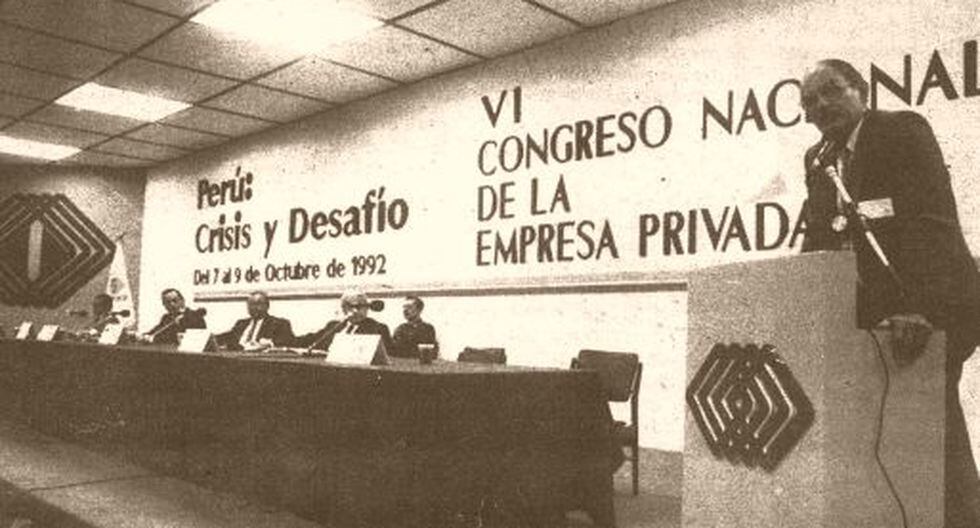 Perú:
Crisis y Desafío
Del 7 al 9 de Octubre de 1992
VI
CONGRESO NACIONAL
DE LA
EMPRESA PRIVADA